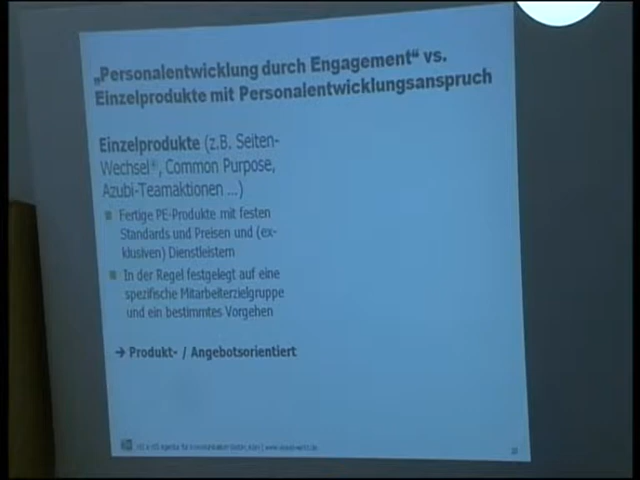 „Personalentwicklung durch Engagement“ vs.
Einzelprodukte mit Personalentwicklungsanspruch
Einzelprodukte (z.B. Seiten-
Wechsel®, Common Purpose,
Azubi-Teamaktionen ...)
Fertige PE-Produkte mit festen
Standards und Preisen und (ex-
klusiven) Dienstleistern
In der Regel festgelegt auf eine
spezifische Mitarbeiterzielgruppe
und ein bestimmtes Vorgehen
→ Produkt- / Angebotsorientiert